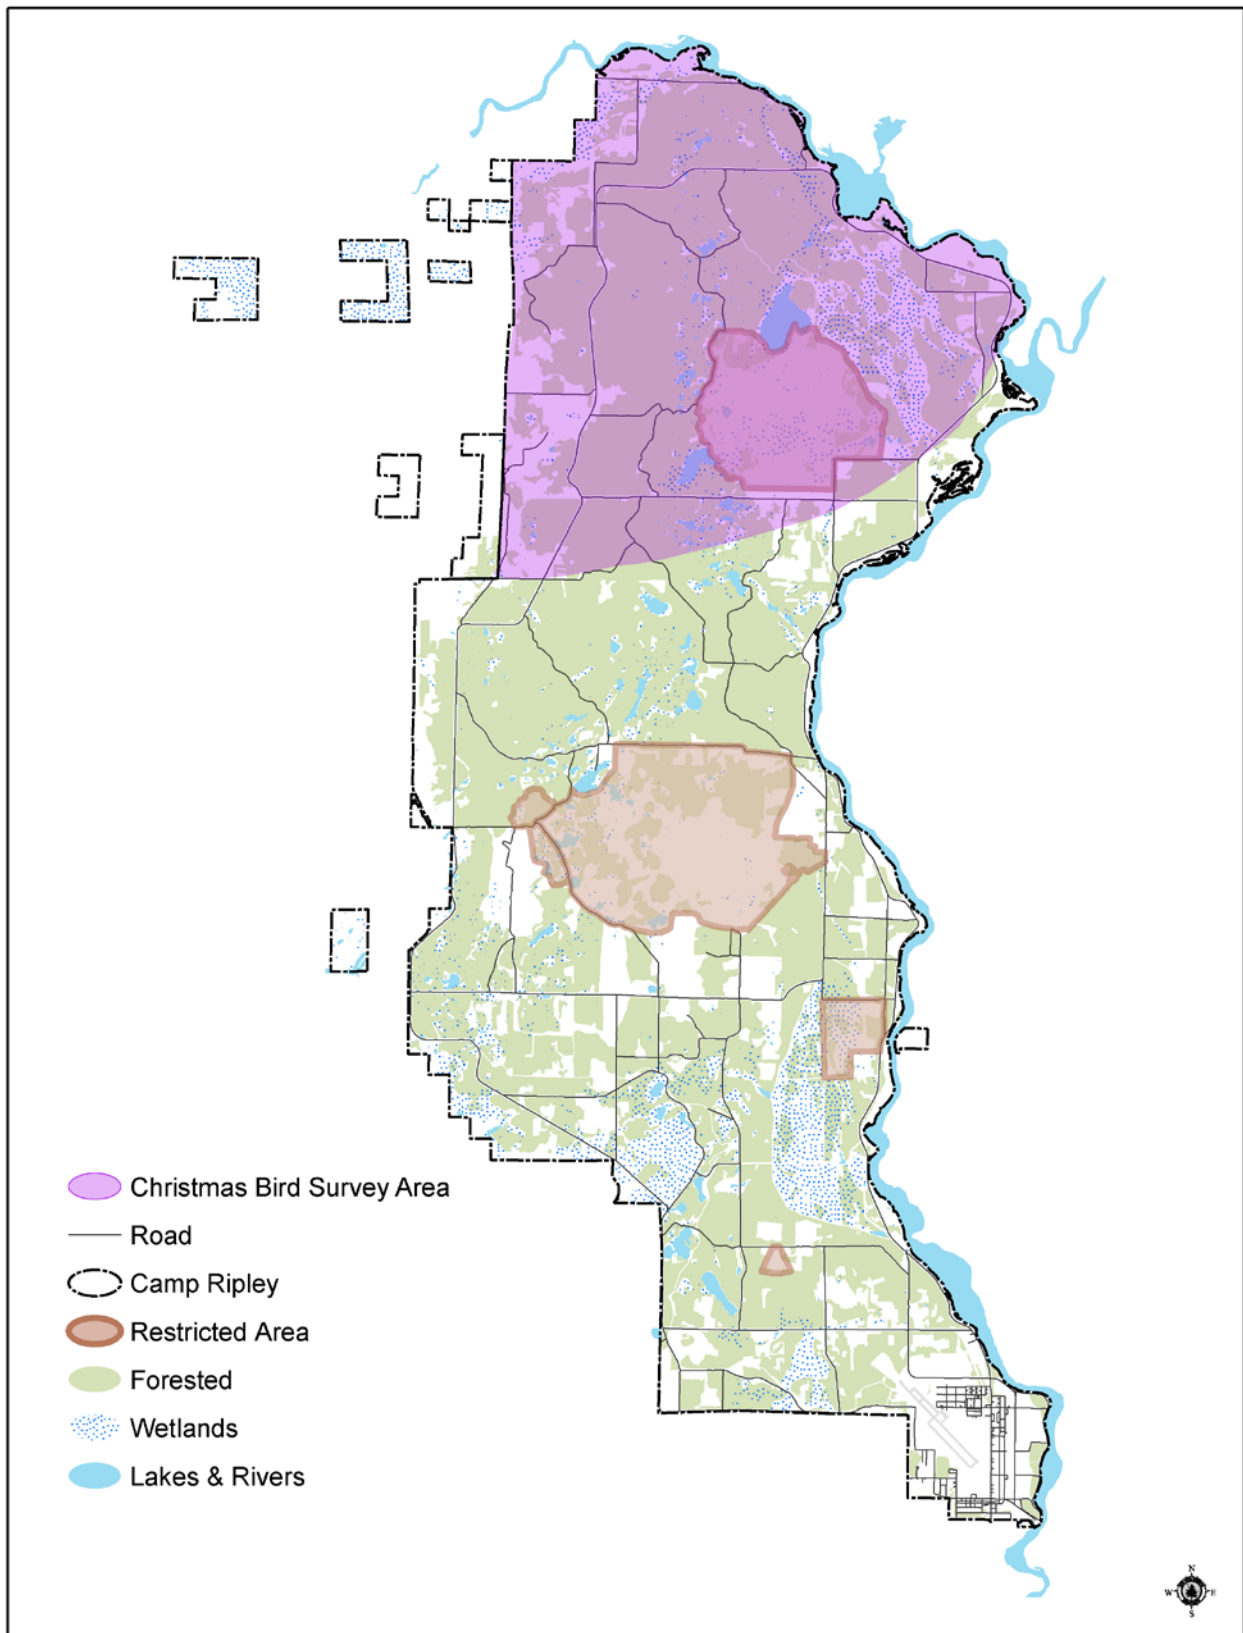 Christmas Bird Survey Area
Road
Camp Ripley
Restricted Area
Forested
Wetlands
Lakes & Rivers
N
W E
S